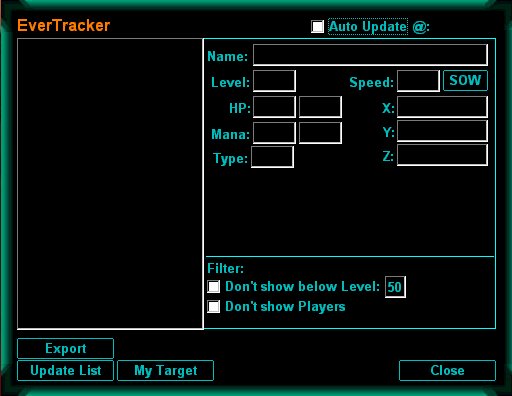 EverTracker
Auto Update @:
Name:
Level: Speed: SOW
HP: X:
Mana: Y:
Type: Z:
Filter:
Don't show below Level: 50
Don't show Players
Export
Update List My Target Close